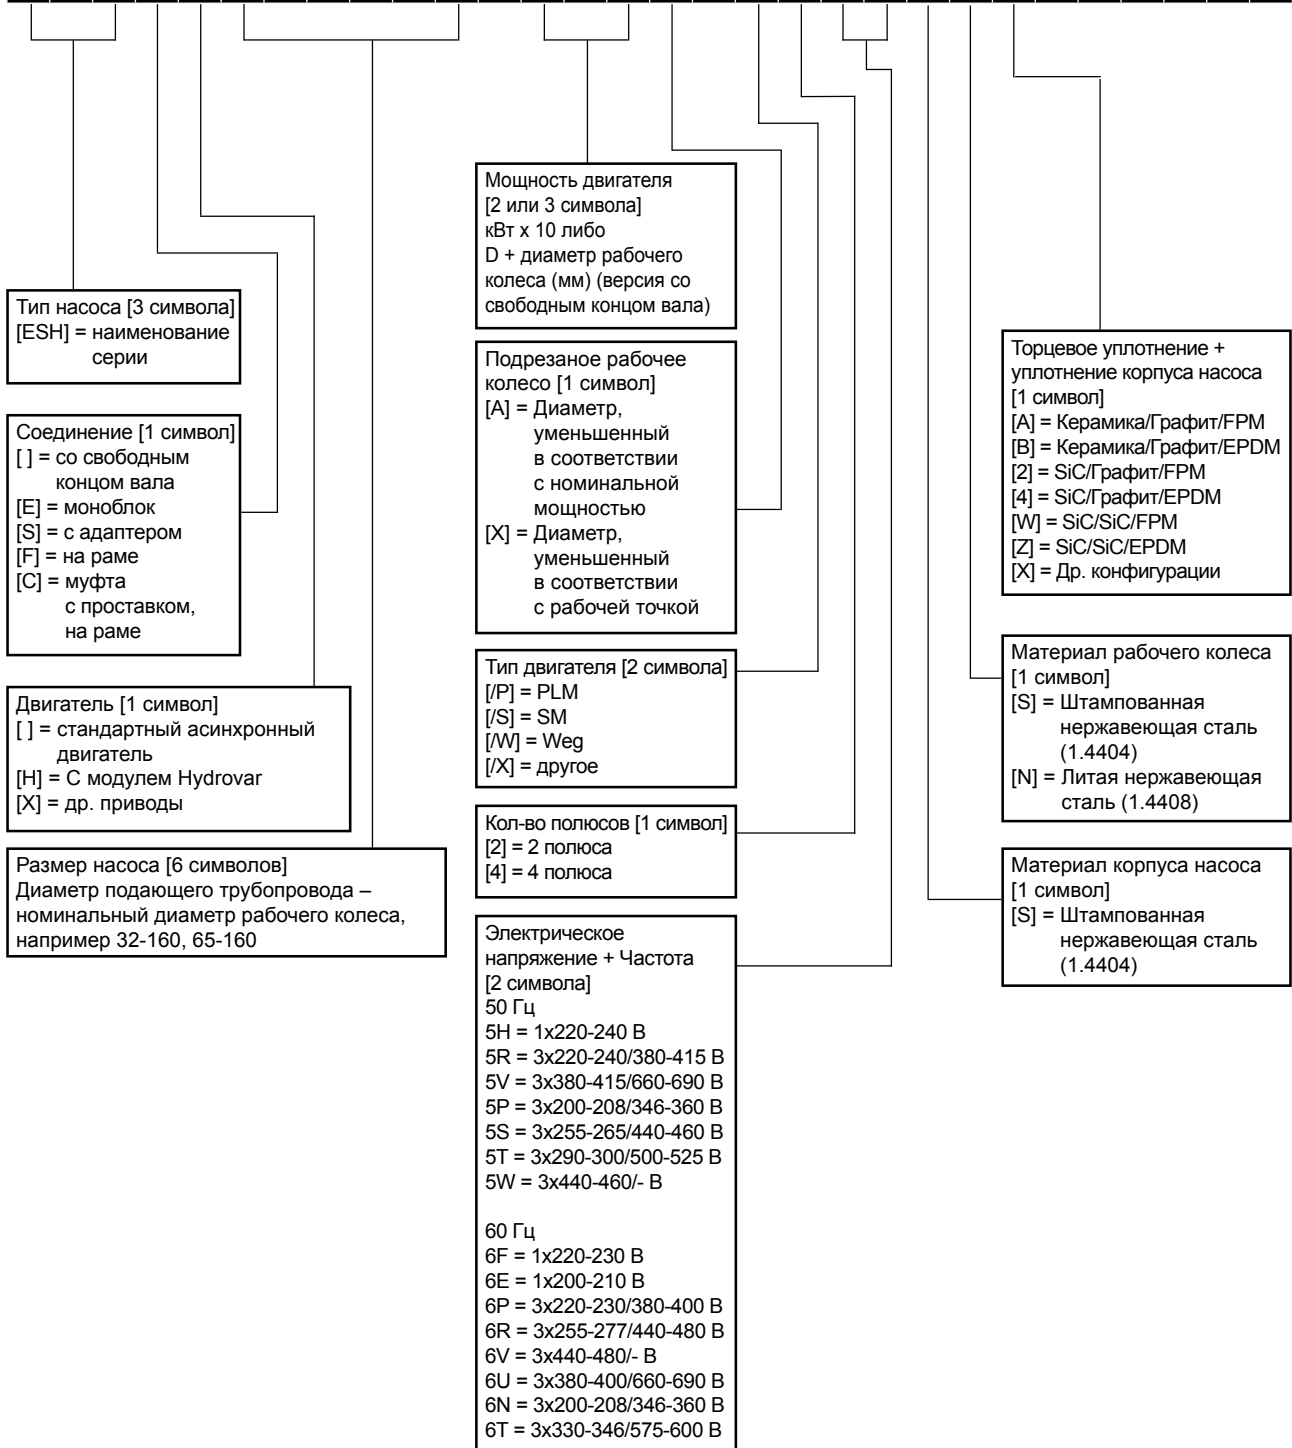 Тип насоса [3 символа]
[ESH] = наименование
серии
Соединение [1 символ]
[ ] = со свободным
концом вала
[E] = моноблок
[S] = с адаптером
[F] = на раме
[C] = муфта
с проставком,
на раме
Двигатель [1 символ]
[ ] = стандартный асинхронный
двигатель
[H] = С модулем Hydrovar
[X] = др. приводы
Размер насоса [6 символов]
Диаметр подающего трубопровода –
номинальный диаметр рабочего колеса,
например 32-160, 65-160
Мощность двигателя
[2 или 3 символа]
кВт x 10 либо
D + диаметр рабочего
колеса (мм) (версия со
свободным концом вала)
Подрезаное рабочее
колесо [1 символ]
[A] = Диаметр,
уменьшенный
в соответствии
с номинальной
мощностью
[X] = Диаметр,
уменьшенный
в соответствии
с рабочей точкой
Тип двигателя [2 символа]
[/P] = PLM
[/S] = SM
[/W] = Weg
[/X] = другое
Кол-во полюсов [1 символ]
[2] = 2 полюса
[4] = 4 полюса
Электрическое
напряжение + Частота
[2 символа]
50 Гц
5H = 1x220-240 В
5R = 3x220-240/380-415 В
5V = 3x380-415/660-690 В
5P = 3x200-208/346-360 В
5S = 3x255-265/440-460 В
5T = 3x290-300/500-525 В
5W = 3x440-460/- В
60 Гц
6F = 1x220-230 В
6E = 1x200-210 В
6P = 3x220-230/380-400 В
6R = 3x255-277/440-480 В
6V = 3x440-480/- В
6U = 3x380-400/660-690 В
6N = 3x200-208/346-360 В
6T = 3x330-346/575-600 В
Торцевое уплотнение +
уплотнение корпуса насоса
[1 символ]
[A] = Керамика/Графит/FPM
[B] = Керамика/Графит/EPDM
[2] = SiC/Графит/FPM
[4] = SiC/Графит/EPDM
[W] = SiC/SiC/FPM
[Z] = SiC/SiC/EPDM
[X] = Др. конфигурации
Материал рабочего колеса
[1 символ]
[S] = Штампованная
нержавеющая сталь
(1.4404)
[N] = Литая нержавеющая
сталь (1.4408)
Материал корпуса насоса
[1 символ]
[S] = Штампованная
нержавеющая сталь
(1.4404)